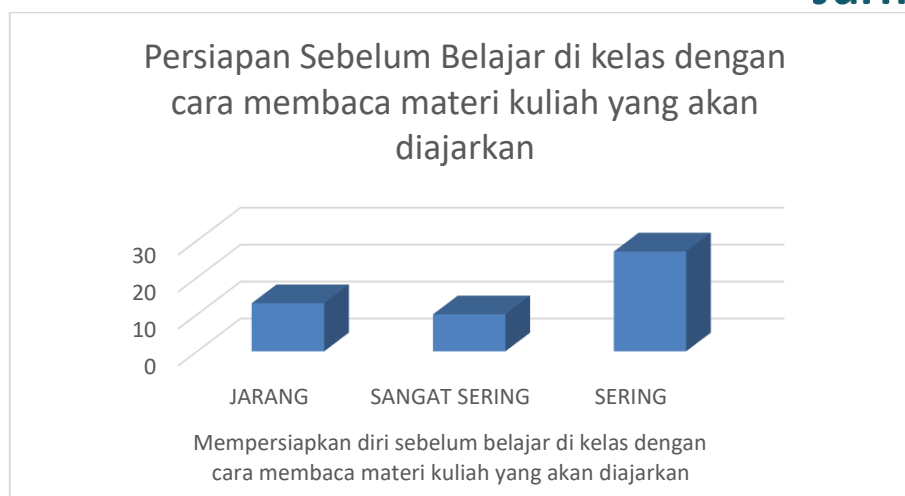 Persiapan Sebelum Belajar di kelas dengan
cara membaca materi kuliah yang akan
diajarkan
30
20
10
0
JARANG SANGAT SERING SERING
Mempersiapkan diri sebelum belajar di kelas dengan
cara membaca materi kuliah yang akan diajarkan